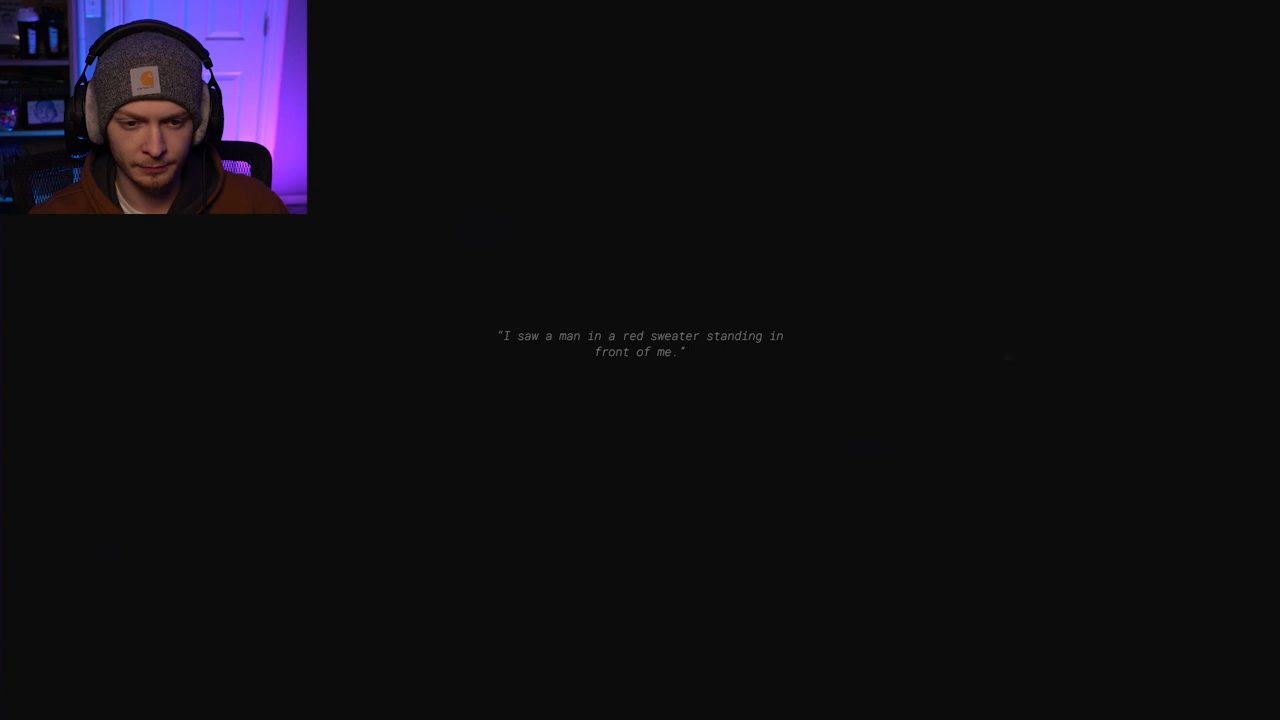 “I saw a man in a red sweater standing in
front of me.”